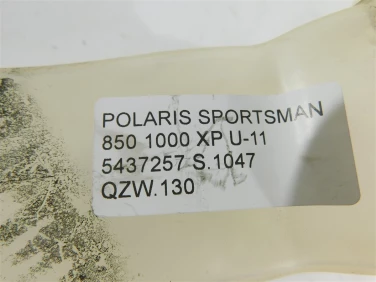 POLARIS SPORTSMAN
850 1000 XP U-11
5437257 S.1047
QZW.130